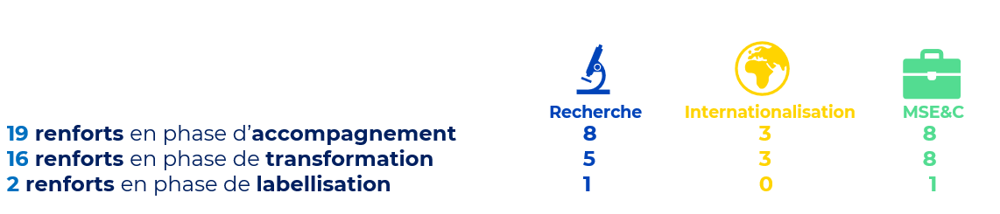 Recherche Internationalisation MSE&C
19 renforts en phase d’accompagnement 8 3 8
16 renforts en phase de transformation 5 3 8
2 renforts en phase de labellisation 1 0 1